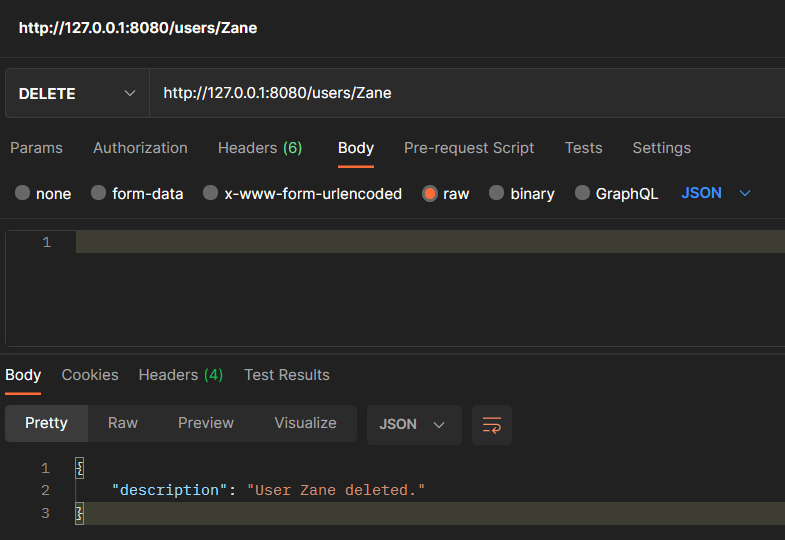 http://127.0.0.1:8080/users/Zane
DELETE http://127.0.0.1:8080/users/Zane
Params Authorization Headers (6) Body Pre-request Script Tests Settings
none form-data x-www-form-urlencoded raw binary GraphQL JSON
1
Body Cookies Headers (4) Test Results
Pretty Raw Preview Visualize JSON
1 {
2 "description": "User Zane deleted."
3 }